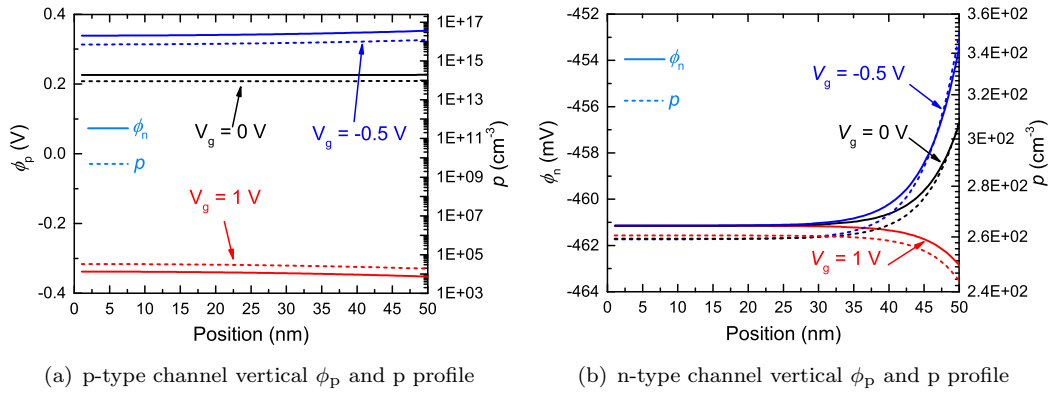 0.4
0.2
0.0
-0.2
-0.4
ϕp (V)
1E+17
1E+15
1E+13
1E+11
1E+09
1E+07
1E+05
1E+03
p (cm-3)
ϕn
p
Vg = 0 V
Vg = -0.5 V
Vg = 1 V
0 5 10 15 20 25 30 35 40 45 50
Position (nm)
(a) p-type channel vertical ϕp and p profile
-452
-454
-456
-458
-460
-462
-464
ϕn (mV)
3.6E+02
3.4E+02
3.2E+02
3.0E+02
2.8E+02
2.6E+02
2.4E+02
p (cm-3)
ϕn
p
Vg = -0.5 V
Vg = 0 V
Vg = 1 V
0 5 10 15 20 25 30 35 40 45 50
Position (nm)
(b) n-type channel vertical ϕp and p profile